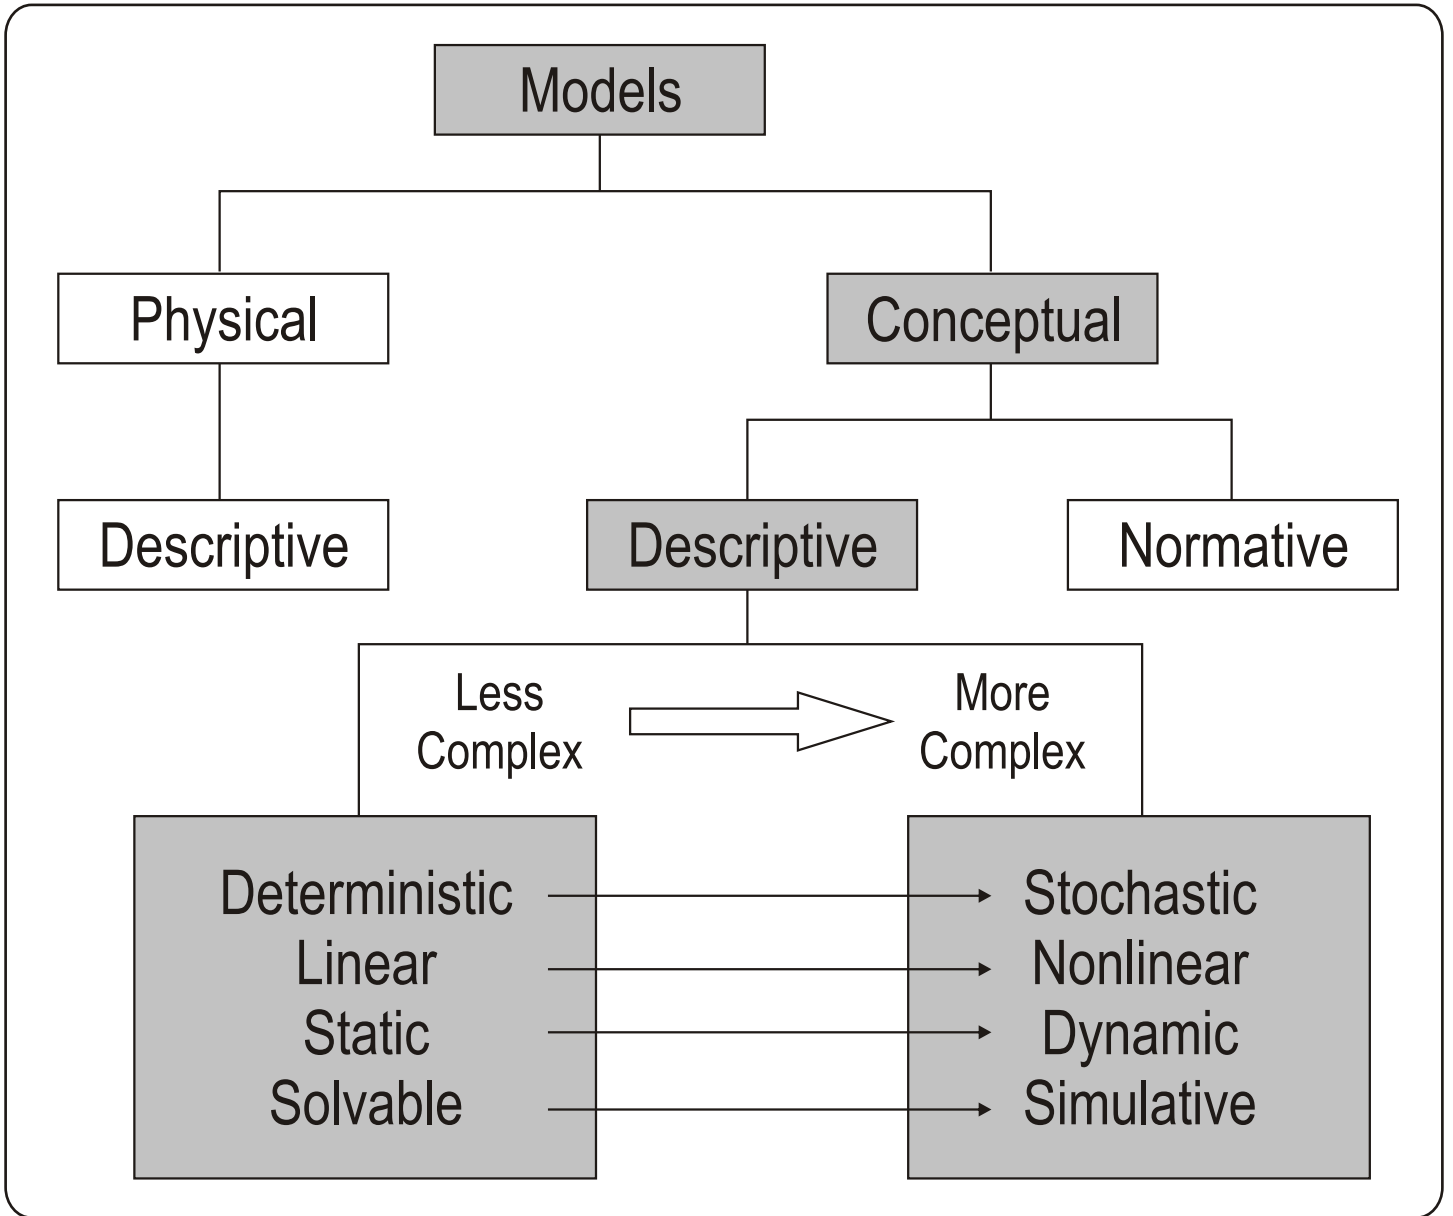 Models
Physical
Conceptual
Descriptive
Descriptive
Normative
Less
Complex
More
Complex
Deterministic
Linear
Static
Solvable
Stochastic
Nonlinear
Dynamic
Simulative